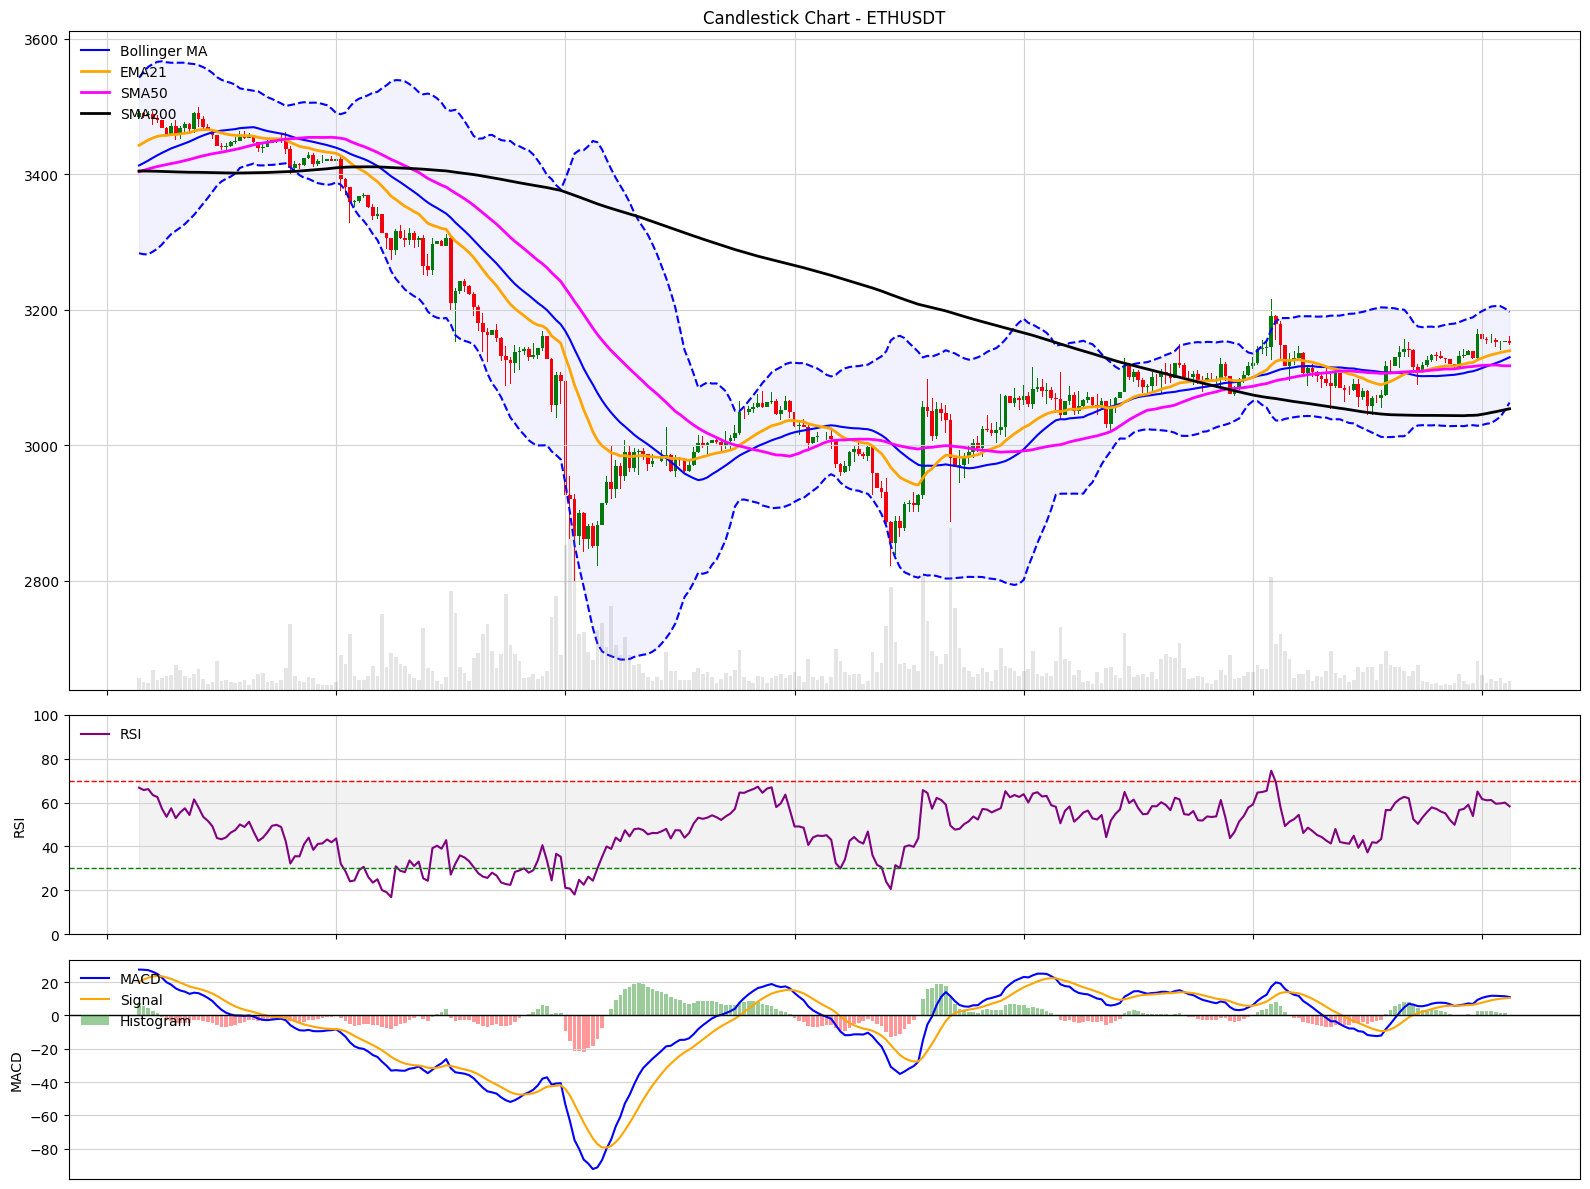 Candlestick Chart - ETHUSDT
3600
3400
3200
3000
2800
Bollinger MA
EMA21
SMA50
SMA200
100
80
60
40
20
0
RSI
RSI
20
0
−20
−40
−60
−80
MACD
MACD
Signal
Histogram